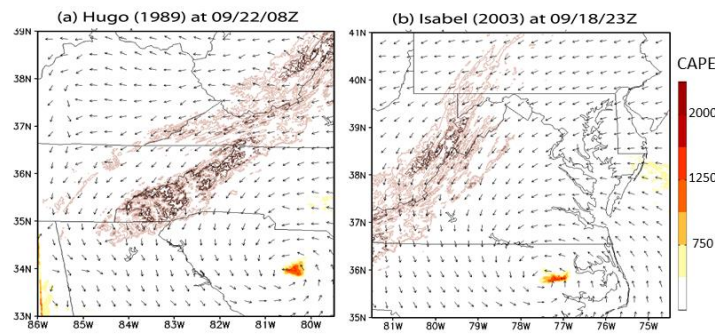 (a) Hugo (1989) at 09/22/08Z
(b) Isabel (2003) at 09/18/23Z
39N
38N
37N
36N
35N
34N
33N
86W 85W 84W 83W 82W 81W 80W
41N
40N
39N
38N
37N
36N
35N
81W 80W 79W 78W 77W 76W 75W
CAPE
2000
1250
750